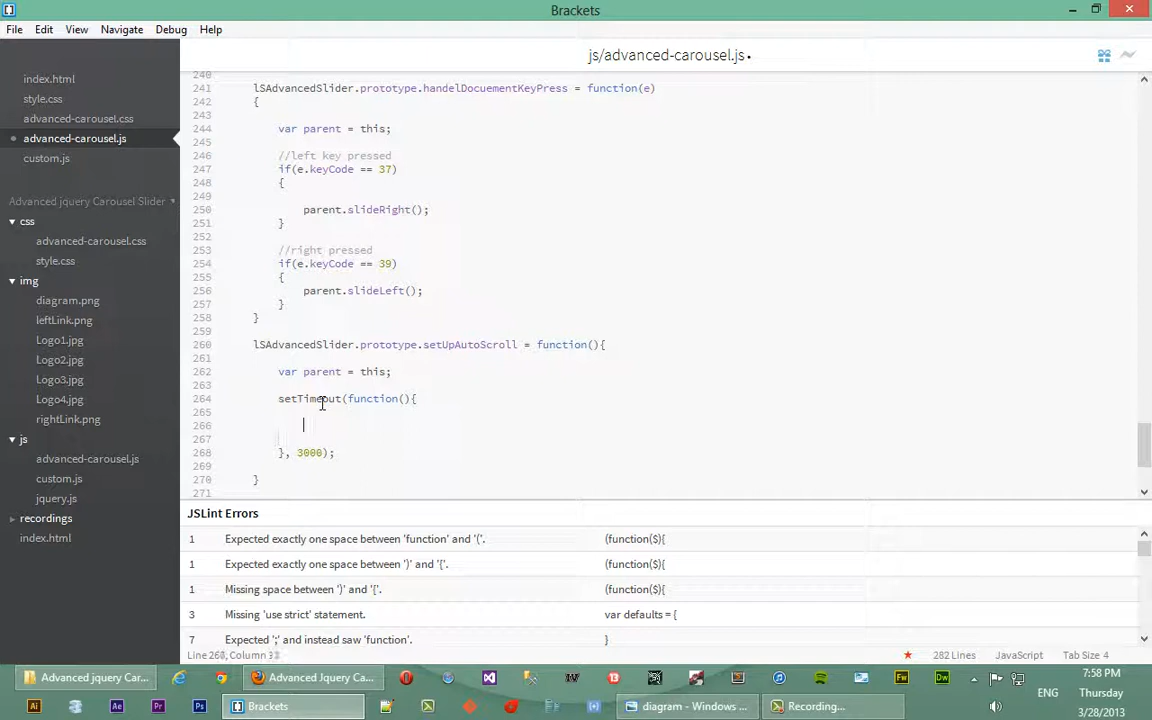 Brackets
File Edit View Navigate Debug Help
js/advanced-carousel.js •
index.html
style.css
advanced-carousel.css
advanced-carousel.js
custom.js
Advanced jquery Carousel Slider
css
advanced-carousel.css
style.css
img
diagram.png
leftLink.png
Logo1.jpg
Logo2.jpg
Logo3.jpg
Logo4.jpg
rightLink.png
js
advanced-carousel.js
custom.js
jquery.js
recordings
index.html
240
241 lSAdvancedSlider.prototype.handelDocuementKeyPress = function(e)
242 {
243
244 var parent = this;
245
246 //left key pressed
247 if(e.keyCode == 37)
248 {
249
250 parent.slideRight();
251 }
252
253 //right pressed
254 if(e.keyCode == 39)
255 {
256 parent.slideLeft();
257 }
258 }
259
260 lSAdvancedSlider.prototype.setUpAutoScroll = function(){
261
262 var parent = this;
263
264 setTimeout(function(){
265
266
267
268 }, 3000);
269
270 }
271
JSLint Errors
1 Expected exactly one space between 'function' and '('. (function($){
1 Expected exactly one space between ')' and '{'. (function($){
1 Missing space between ')' and '{'. (function($){
3 Missing 'use strict' statement. var defaults = {
7 Expected ';' and instead saw 'function'. }
282 Lines JavaScript Tab Size 4
Advanced jquery Car... Advanced Jquery Ca... 7:58 PM
ENG Thursday
Brackets diagram - Windows ... Recording... 3/28/2013